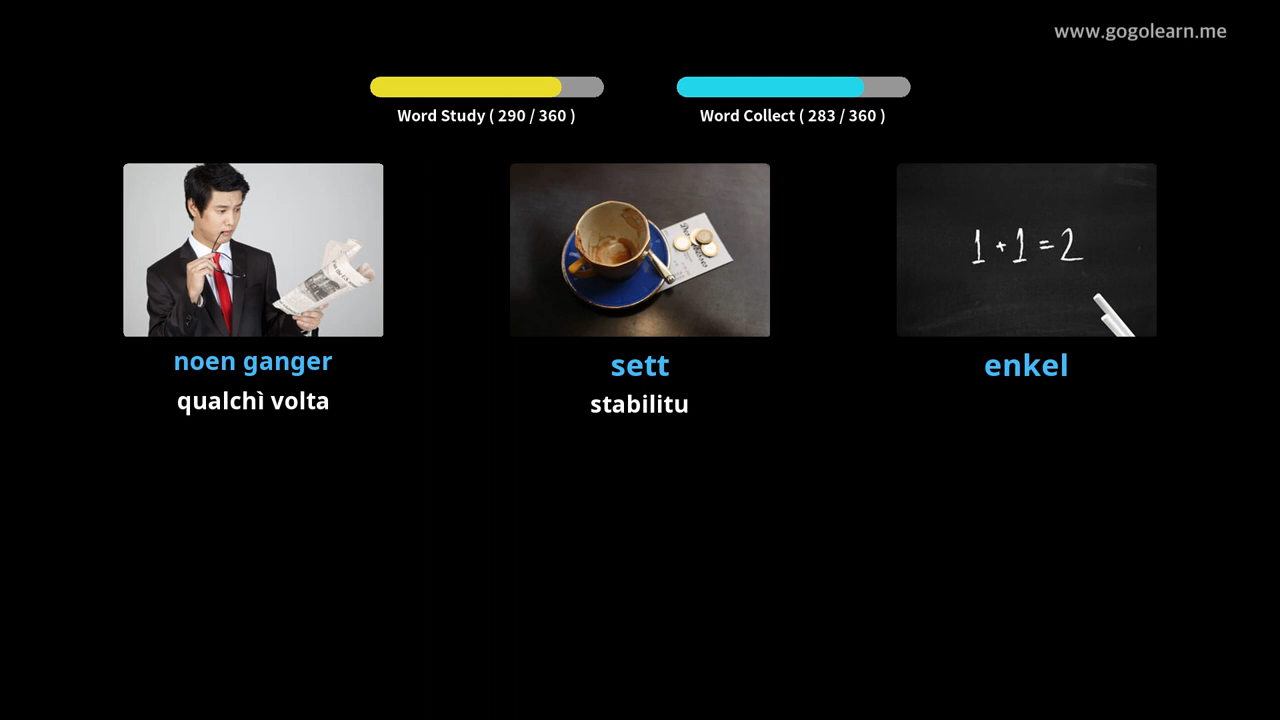 www.gogolearn.me
Word Study ( 290 / 360 )
Word Collect ( 283 / 360 )
1 + 1 = 2
noen ganger
sett
enkel
qualchì volta
stabilitu